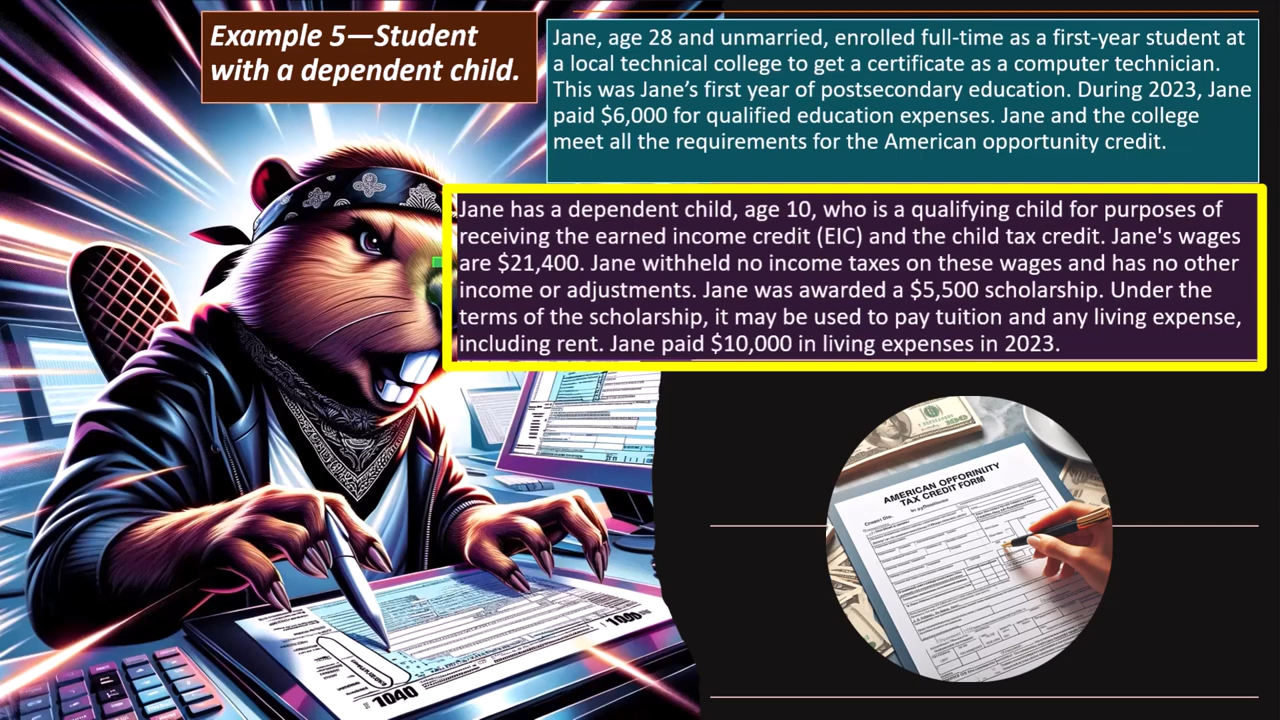 Example 5—Student
with a dependent child.
Jane, age 28 and unmarried, enrolled full-time as a first-year student at
a local technical college to get a certificate as a computer technician.
This was Jane's first year of postsecondary education. During 2023, Jane
paid $6,000 for qualified education expenses. Jane and the college
meet all the requirements for the American opportunity credit.
Jane has a dependent child, age 10, who is a qualifying child for purposes of
receiving the earned income credit (EIC) and the child tax credit. Jane's wages
are $21,400. Jane withheld no income taxes on these wages and has no other
income or adjustments. Jane was awarded a $5,500 scholarship. Under the
terms of the scholarship, it may be used to pay tuition and any living expense,
including rent. Jane paid $10,000 in living expenses in 2023.
AMERICAN OPFORINUTY
TAX CREDIT FORM
1040
1040